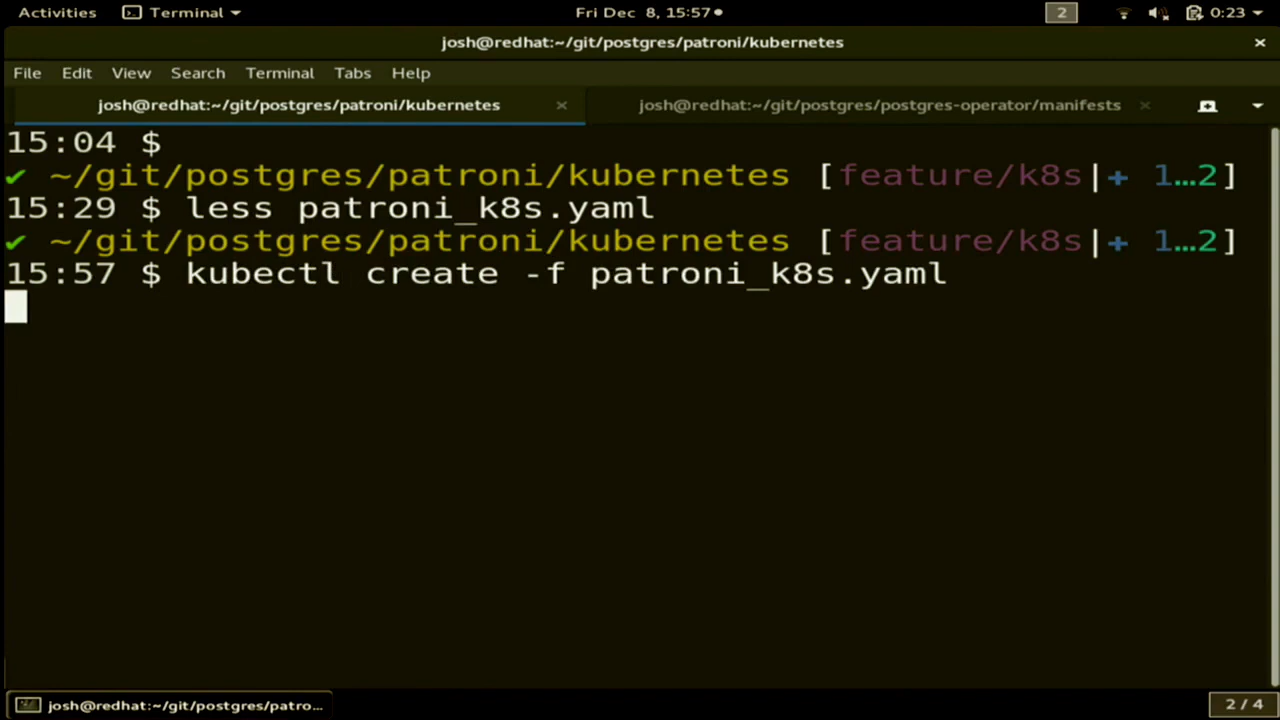 Activities Terminal Fri Dec 8, 15:57 2 0:23
josh@redhat:~/git/postgres/patroni/kubernetes ×
File Edit View Search Terminal Tabs Help
josh@redhat:~/git/postgres/patroni/kubernetes × josh@redhat:~/git/postgres/postgres-operator/manifests ×
15:04 $
✔ ~/git/postgres/patroni/kubernetes [feature/k8s|+ 1…2]
15:29 $ less patroni_k8s.yaml
✔ ~/git/postgres/patroni/kubernetes [feature/k8s|+ 1…2]
15:57 $ kubectl create -f patroni_k8s.yaml
josh@redhat:~/git/postgres/patro... 2 / 4